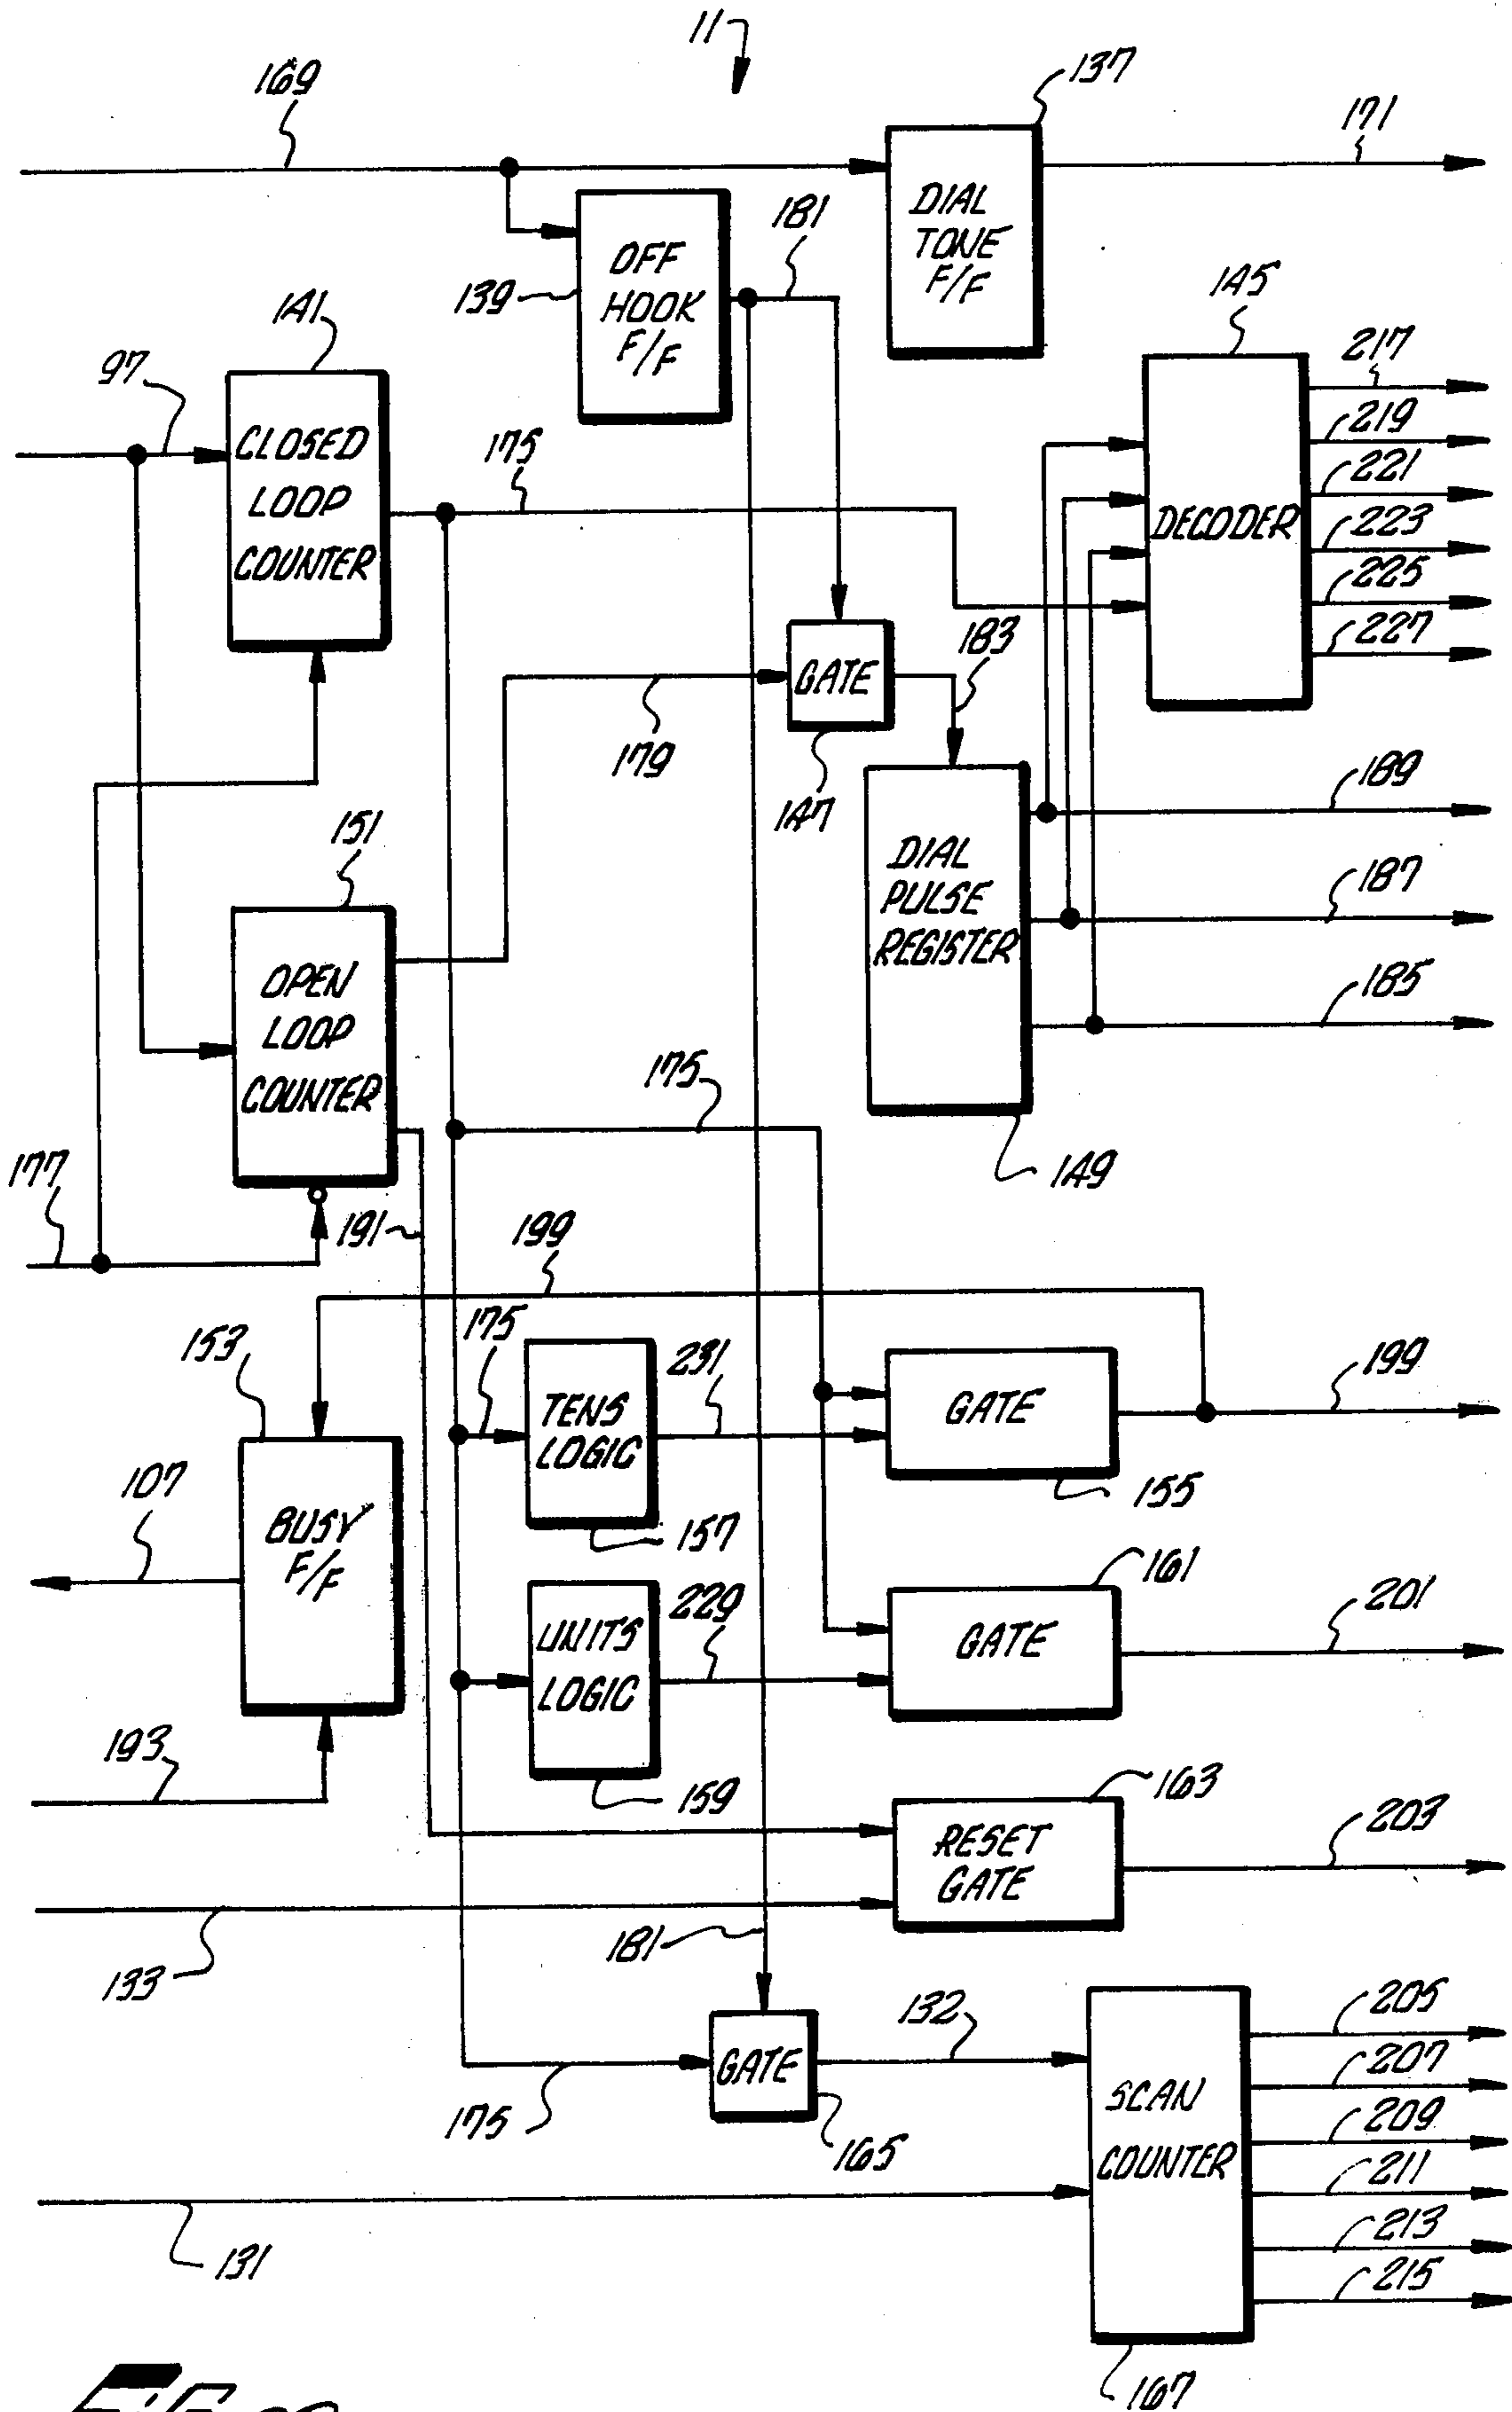 11
169
137
171
DIAL
TONE
F/F
181
OFF
HOOK
F/F
139
145
141
217
97
219
CLOSED
LOOP
COUNTER
175
221
DECODER
223
225
227
183
GATE
179
147
189
151
DIAL
PULSE
REGISTER
187
OPEN
LOOP
COUNTER
185
175
149
177
191
199
153
175
231
199
TENS
LOGIC
GATE
107
155
BUSY
F/F
157
161
229
201
UNITS
LOGIC
GATE
193
159
163
203
RESET
GATE
181
133
132
205
GATE
207
SCAN
COUNTER
209
175
165
211
213
131
215
167